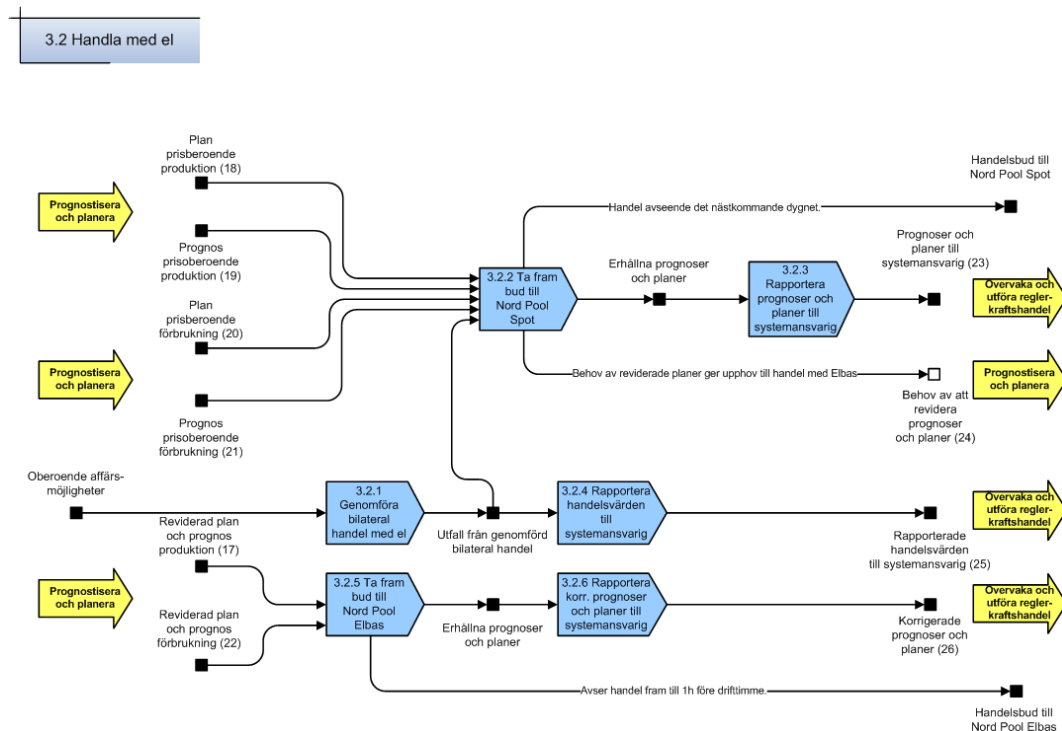 3.2 Handla med el
Plan
prisberoende
produktion (18)
Handelsbud till
Nord Pool Spot
Prognostisera
och planera
Handel avseende det nästkommande dygnet.
Prognos
prisoberoende
produktion (19)
Prognoser och
planer till
systemansvarig (23)
3.2.2 Ta fram
bud till
Nord Pool
Spot
Erhållna prognoser
och planer
3.2.3
Rapportera
prognoser och
planer till
systemansvarig
Övervaka och
utföra regler-
kraftshandel
Plan
prisberoende
förbrukning (20)
Prognostisera
och planera
Behov av reviderade planer ger upphov till handel med Elbas
Prognostisera
och planera
Prognos
prisoberoende
förbrukning (21)
Behov av att
revidera
prognoser
och planer (24)
Oberoende affärs-
möjligheter
3.2.1
Genomföra
bilateral
handel med el
Utfall från genomförd
bilateral handel
3.2.4 Rapportera
handelsvärden
till
systemansvarig
Övervaka och
utföra regler-
kraftshandel
Rapporterade
handelsvärden
till systemansvarig (25)
Reviderad plan
och prognos
produktion (17)
Prognostisera
och planera
3.2.5 Ta fram
bud till
Nord Pool
Elbas
Erhållna prognoser
och planer
3.2.6 Rapportera
korr. prognoser
och planer till
systemansvarig
Övervaka och
utföra regler-
kraftshandel
Korrigerade
prognoser och
planer (26)
Reviderad plan
och prognos
förbrukning (22)
Avser handel fram till 1h före drifttimme.
Handelsbud till
Nord Pool Elbas